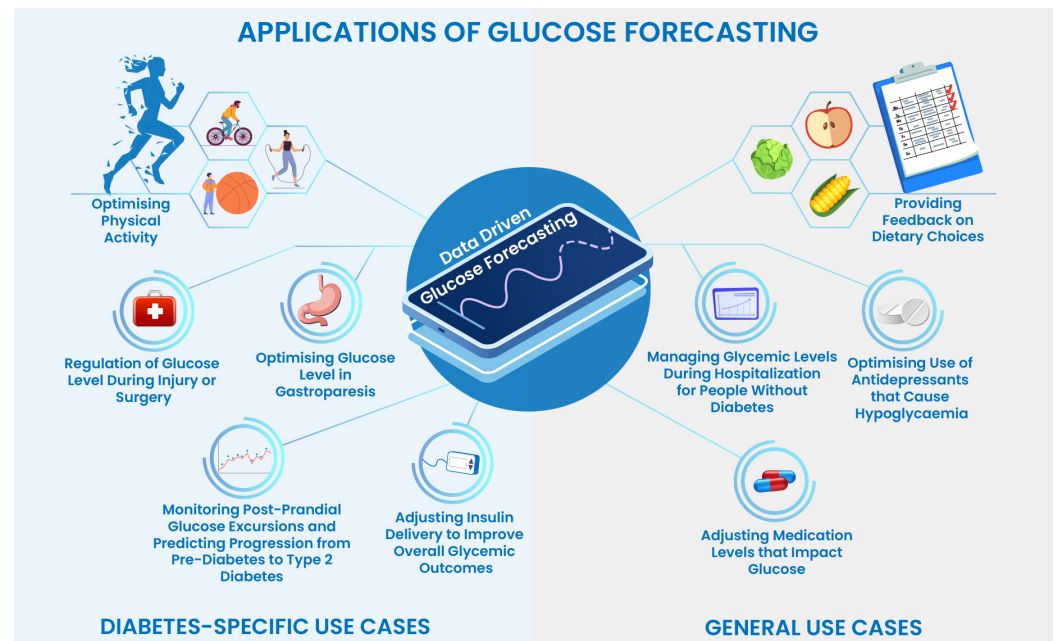 APPLICATIONS OF GLUCOSE FORECASTING
Optimising
Physical
Activity
Data Driven
Glucose Forecasting
Providing
Feedback on
Dietary Choices
Regulation of Glucose
Level During Injury or
Surgery
Optimising Glucose
Level in
Gastroparesis
Managing Glycemic Levels
During Hospitalization
for People Without
Diabetes
Optimising Use of
Antidepressants
that Cause
Hypoglycaemia
Monitoring Post-Prandial
Glucose Excursions and
Predicting Progression from
Pre-Diabetes to Type 2
Diabetes
Adjusting Insulin
Delivery to Improve
Overall Glycemic
Outcomes
Adjusting Medication
Levels that Impact
Glucose
DIABETES-SPECIFIC USE CASES
GENERAL USE CASES